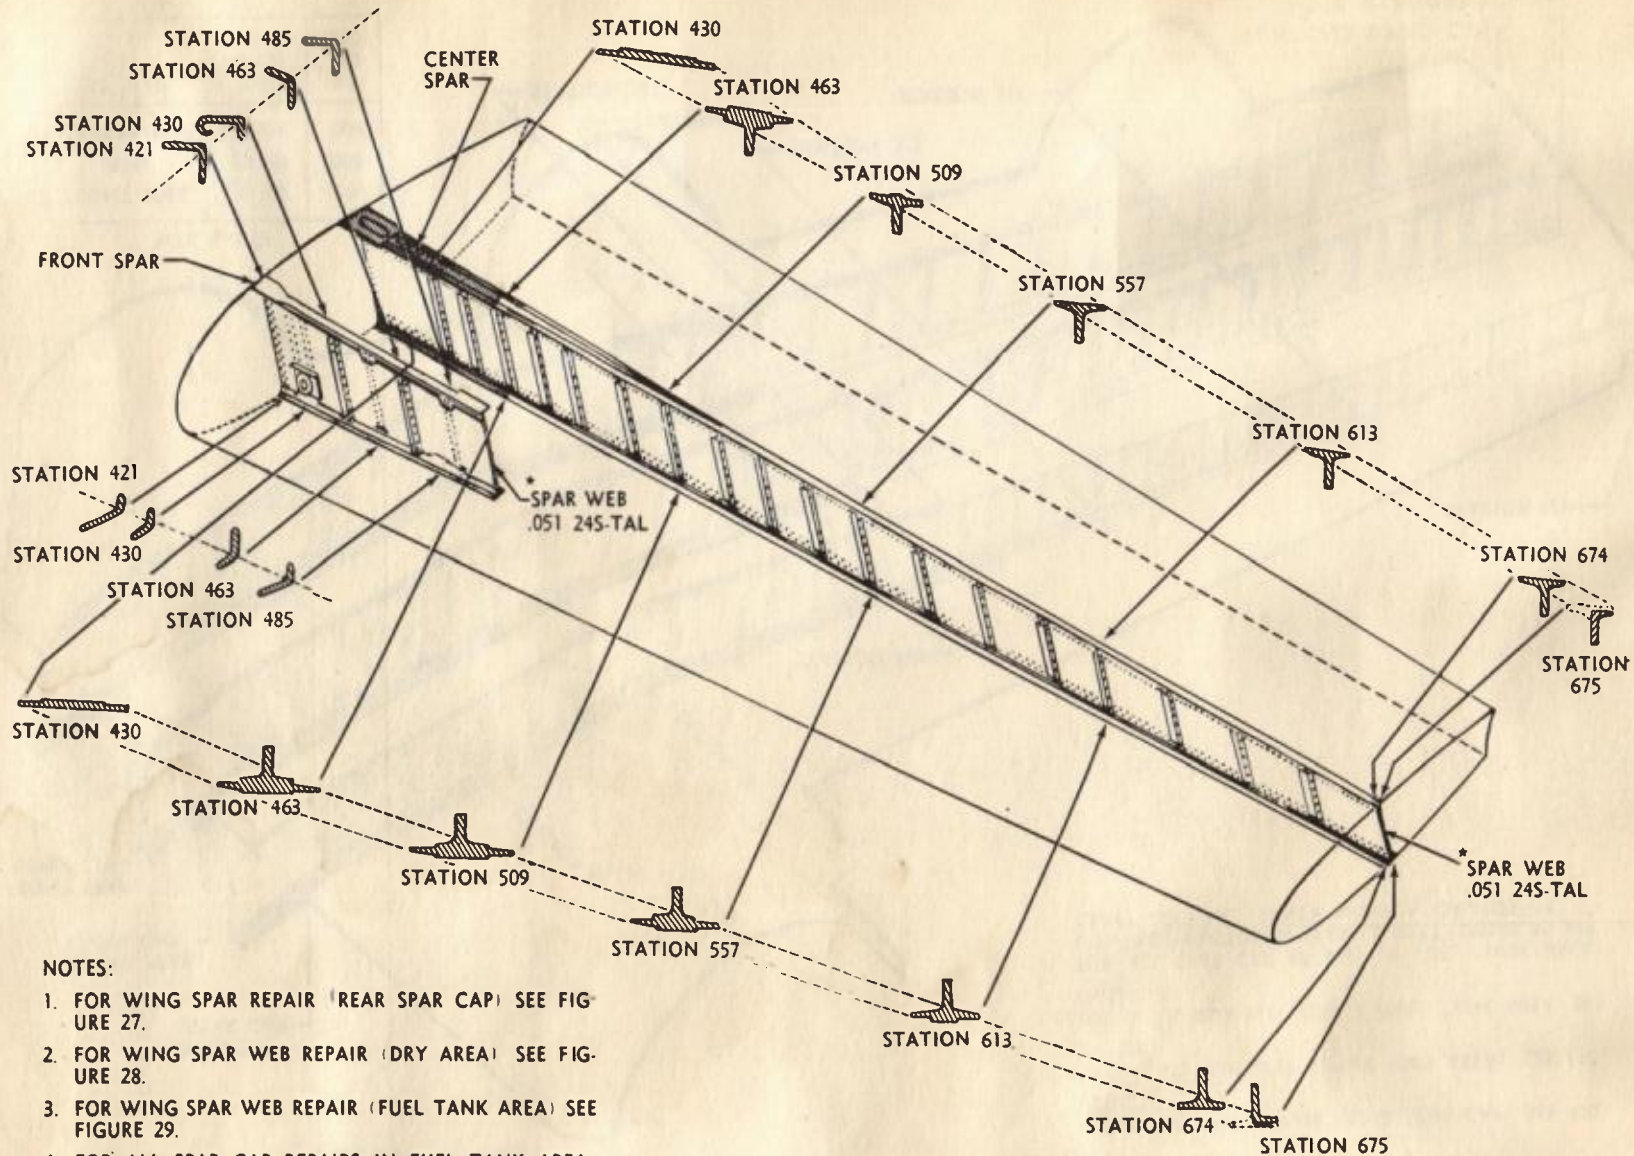 STATION 485
STATION 463
STATION 430
STATION 421
CENTER
SPAR
STATION 430
STATION 463
STATION 509
STATION 557
STATION 613
STATION 674
STATION
675
FRONT SPAR
STATION 421
STATION 430
STATION 463
STATION 485
* SPAR WEB
.051 24S-TAL
STATION 430
STATION 463
STATION 509
STATION 557
STATION 613
STATION 674
STATION 675
* SPAR WEB
.051 24S-TAL
NOTES:
1. FOR WING SPAR REPAIR (REAR SPAR CAP) SEE FIG-
URE 27.
2. FOR WING SPAR WEB REPAIR (DRY AREA) SEE FIG-
URE 28.
3. FOR WING SPAR WEB REPAIR (FUEL TANK AREA) SEE
FIGURE 29.